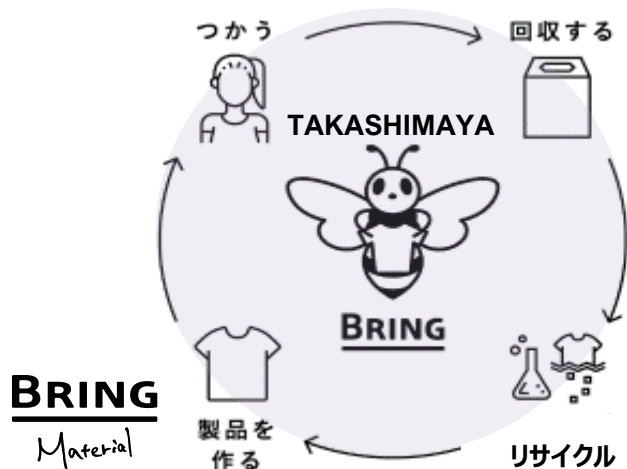 つかう
回収する
TAKASHIMAYA
BRING
BRING
Material
製品を
作る
リサイクル